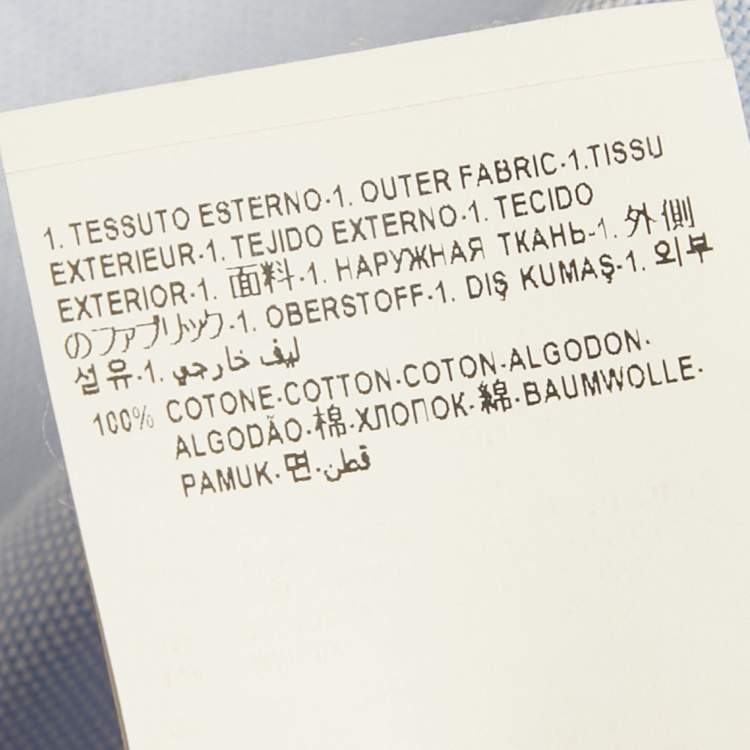 1. TESSUTO ESTERNO·1. OUTER FABRIC·1.TISSU
EXTERIEUR·1. TEJIDO EXTERNO·1. TECIDO
EXTERIOR·1. 面料·1. НАРУЖНАЯ ТКАНЬ·1. 外側
のファブリック·1. OBERSTOFF·1. DIŞ KUMAŞ·1. 외부
섬유·1. ليف خارجي
100% COTONE·COTTON·COTON·ALGODON·
ALGODÃO·棉·ХЛОПОК·綿·BAUMWOLLE·
PAMUK·면·قطن